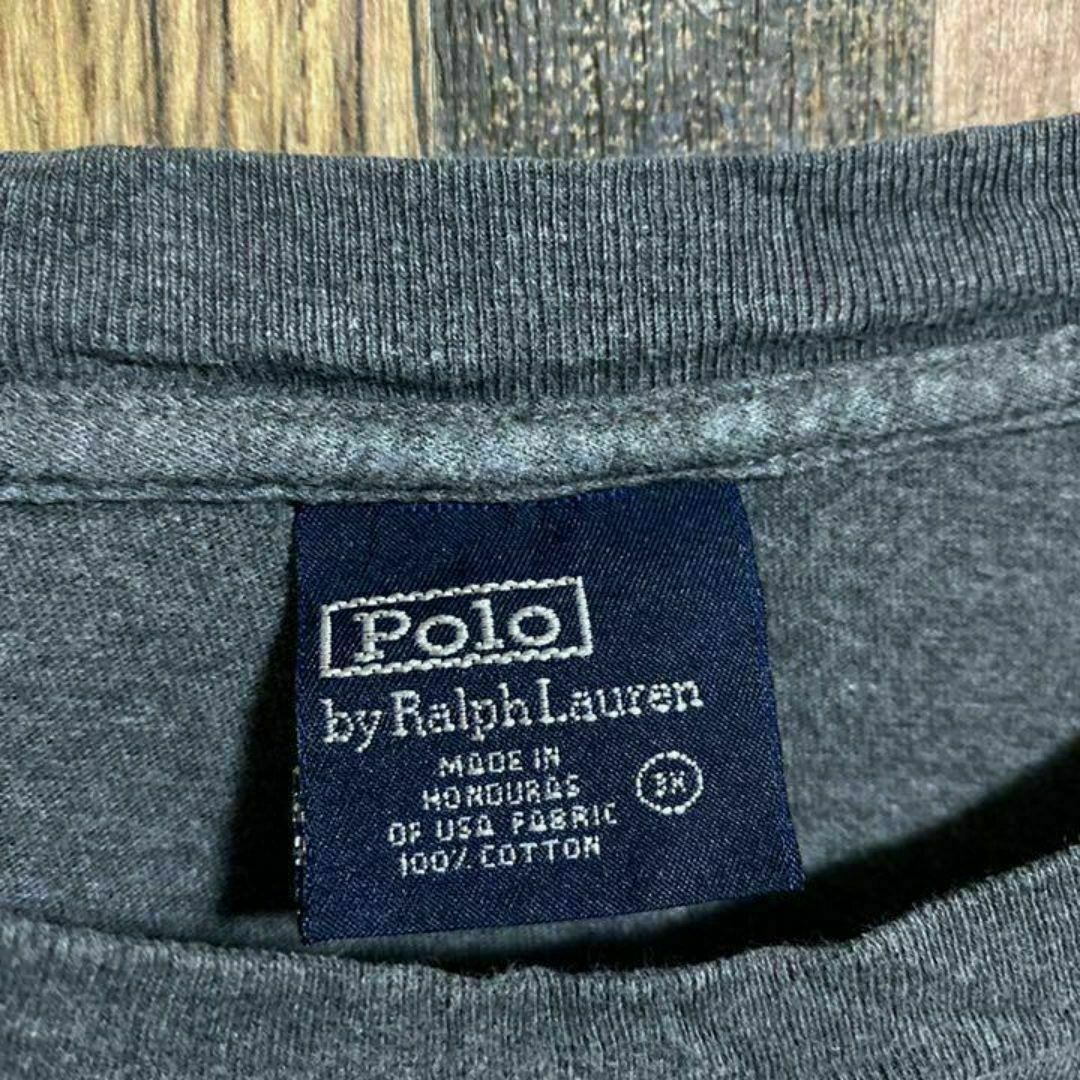 Polo
by Ralph Lauren
MADE IN
HONDURAS
OF USA FABRIC
100% COTTON
3X